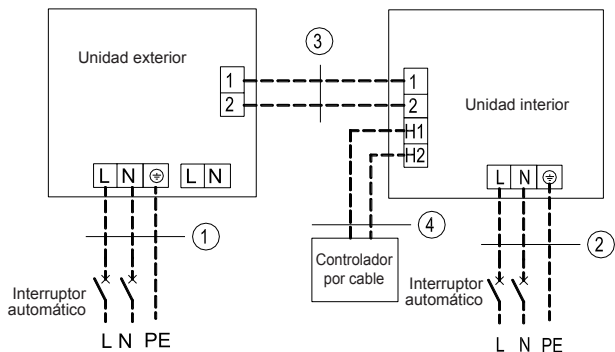 Unidad exterior
1
2
L N ⏚ L N
3
1
2
H1
H2
Unidad interior
L N ⏚
1
Interruptor
automático
L N PE
4
Controlador
por cable
2
Interruptor
automático
L N PE